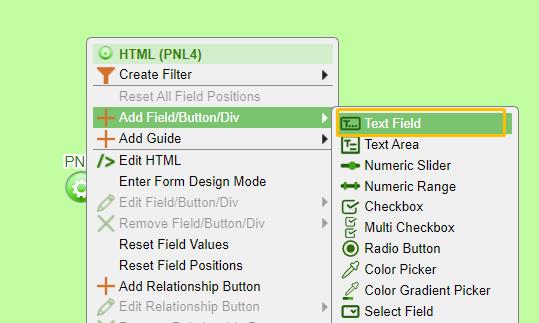 HTML (PNL4)
Create Filter
Reset All Field Positions
Add Field/Button/Div
Add Guide
Edit HTML
Enter Form Design Mode
Edit Field/Button/Div
Remove Field/Button/Div
Reset Field Values
Reset Field Positions
Add Relationship Button
Edit Relationship Button
PN
T... Text Field
Text Area
Numeric Slider
Numeric Range
Checkbox
Multi Checkbox
Radio Button
Color Picker
Color Gradient Picker
Select Field